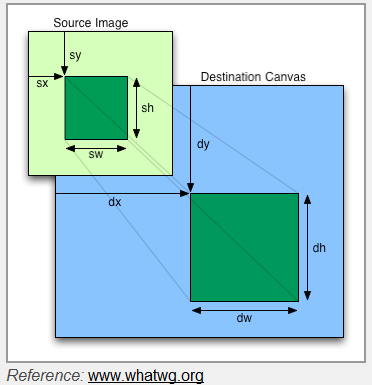 Source Image
sy
sx
Destination Canvas
sh
dy
sw
dx
dh
dw
Reference: www.whatwg.org